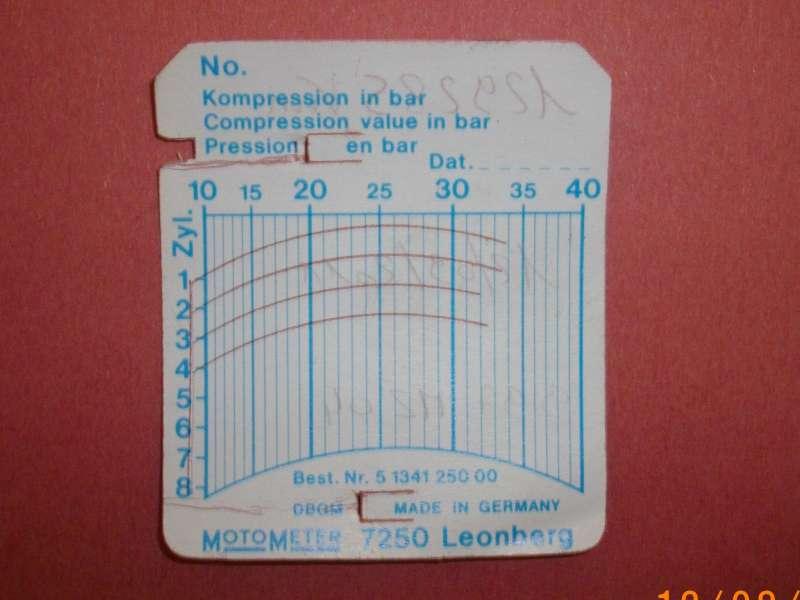 No.
Kompression in bar
Compression value in bar
Pression en bar
Dat.
10 15 20 25 30 35 40
Zyl.
1
2
3
4
5
6
7
8
Best. Nr. 5 1341 250 00
DBGM MADE IN GERMANY
MOTOMETER 7250 Leonberg